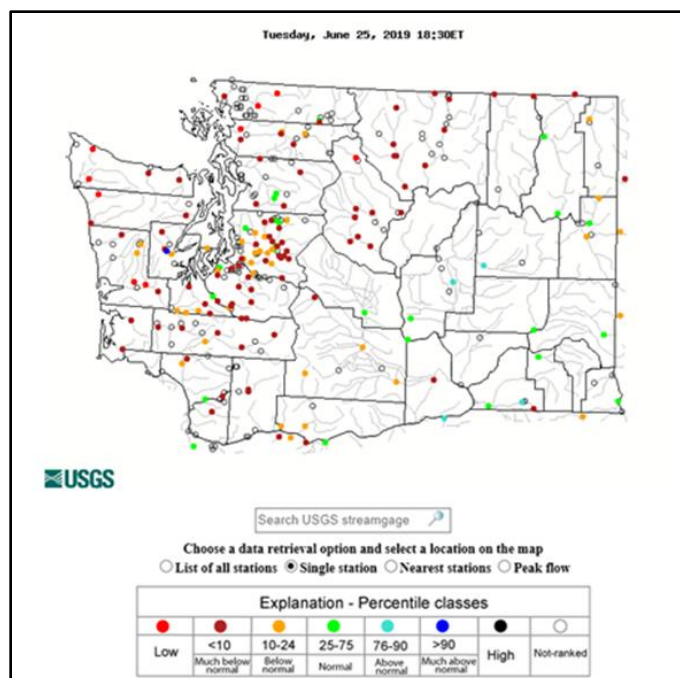 Tuesday, June 25, 2019 18:30ET
USGS
Search USGS streamgage
Choose a data retrieval option and select a location on the map
List of all stations Single station Nearest stations Peak flow
Explanation - Percentile classes
Low <10 10-24 25-75 76-90 >90 High Not-ranked
Much below normal Below normal Normal Above normal Much above normal